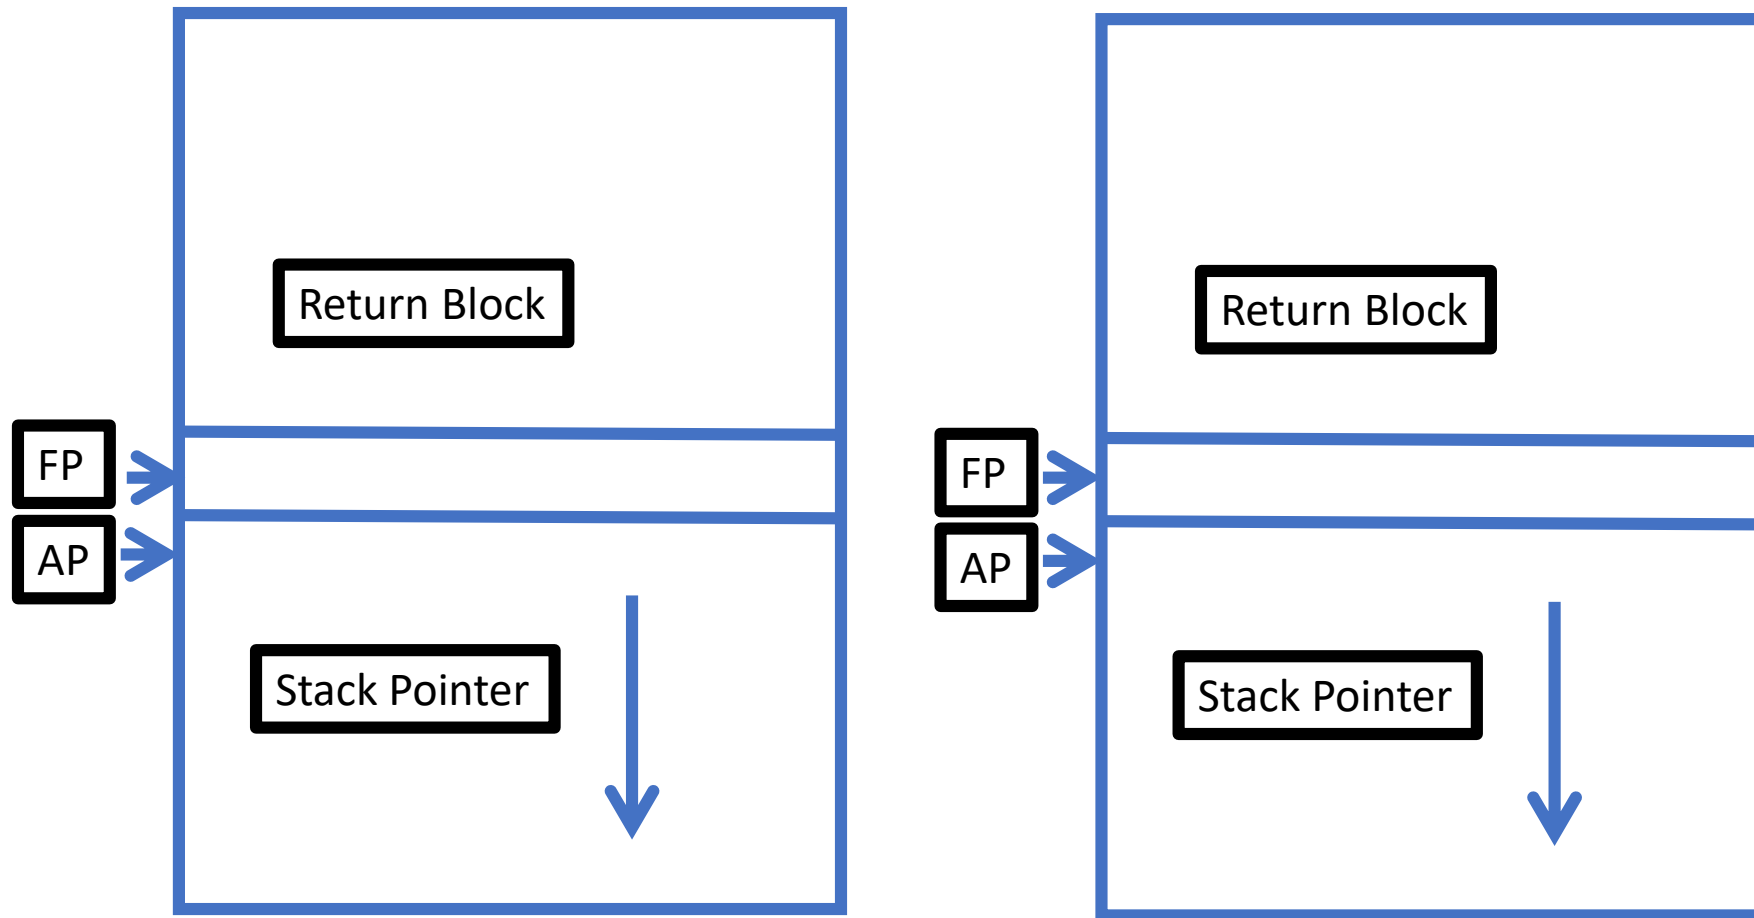 Return Block
FP
AP
Stack Pointer
Return Block
FP
AP
Stack Pointer